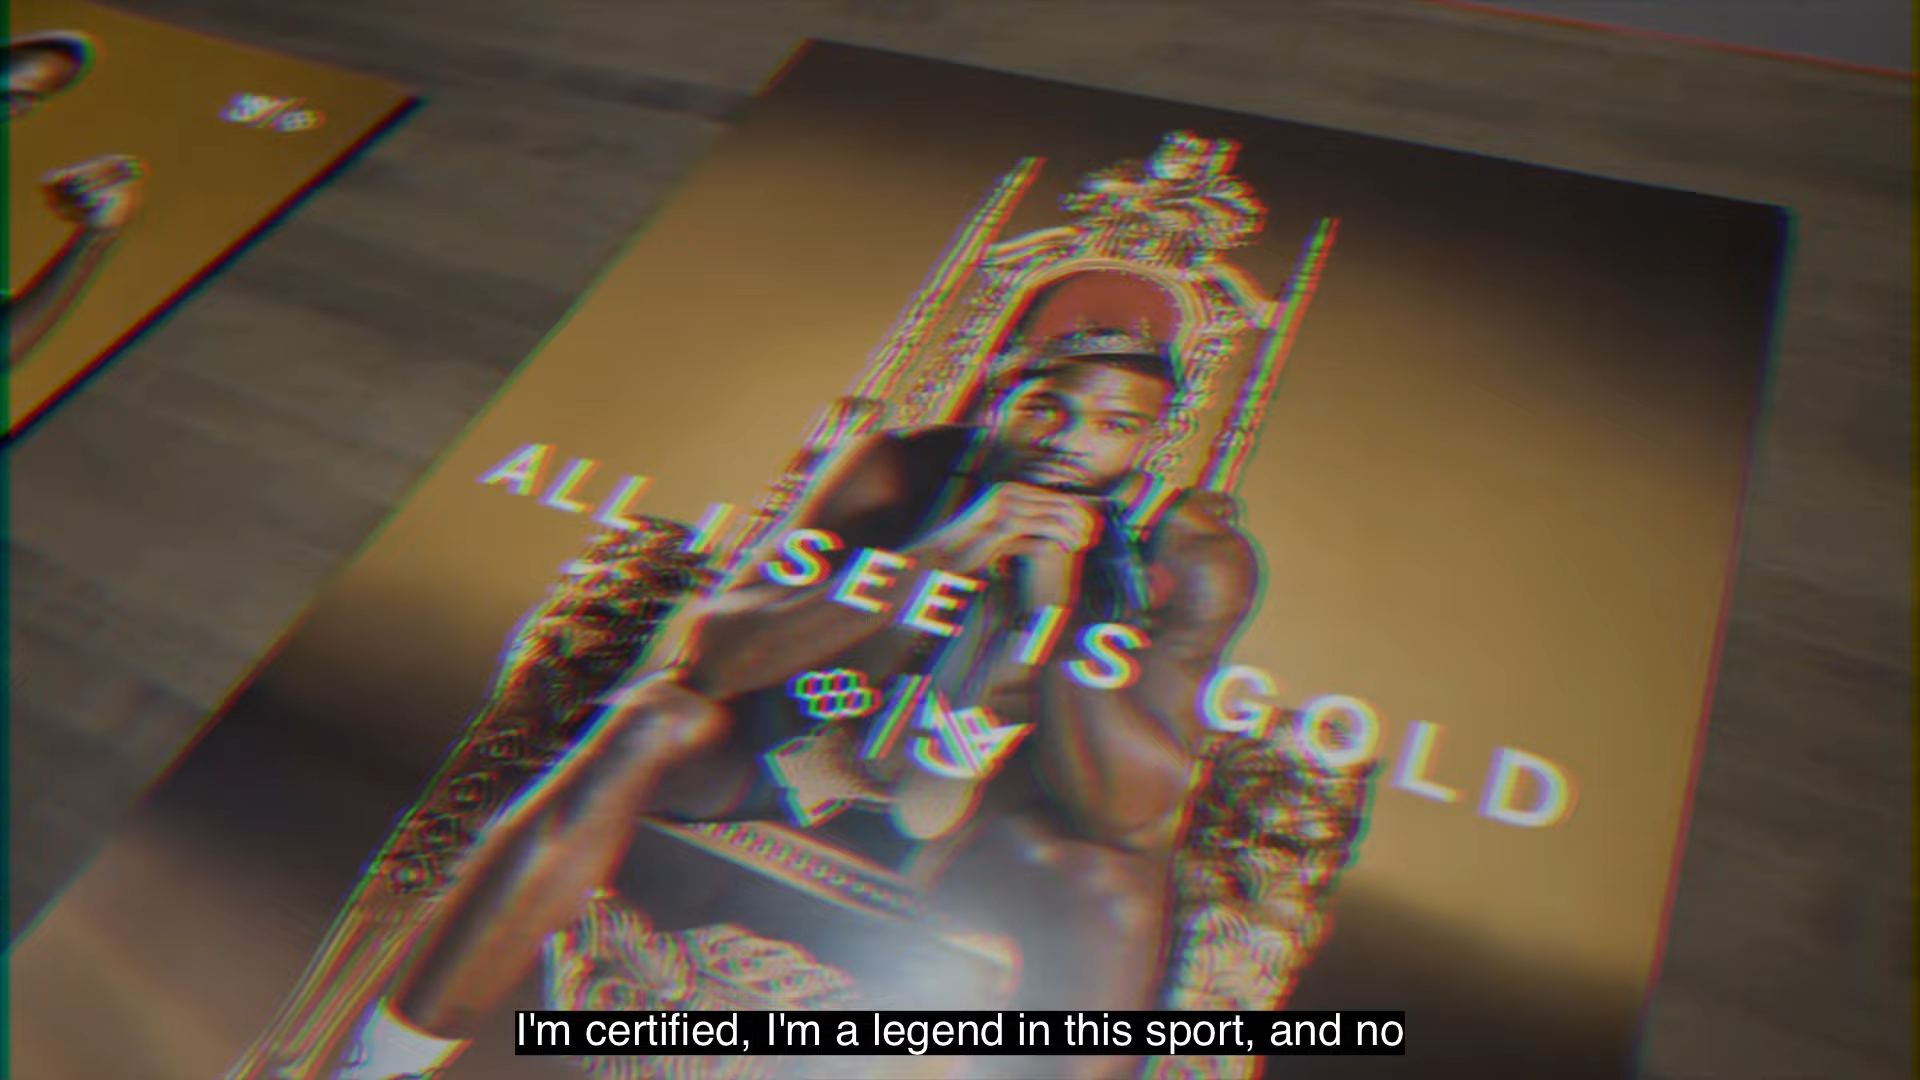 ALL I SEE IS GOLD
I'm certified, I'm a legend in this sport, and no